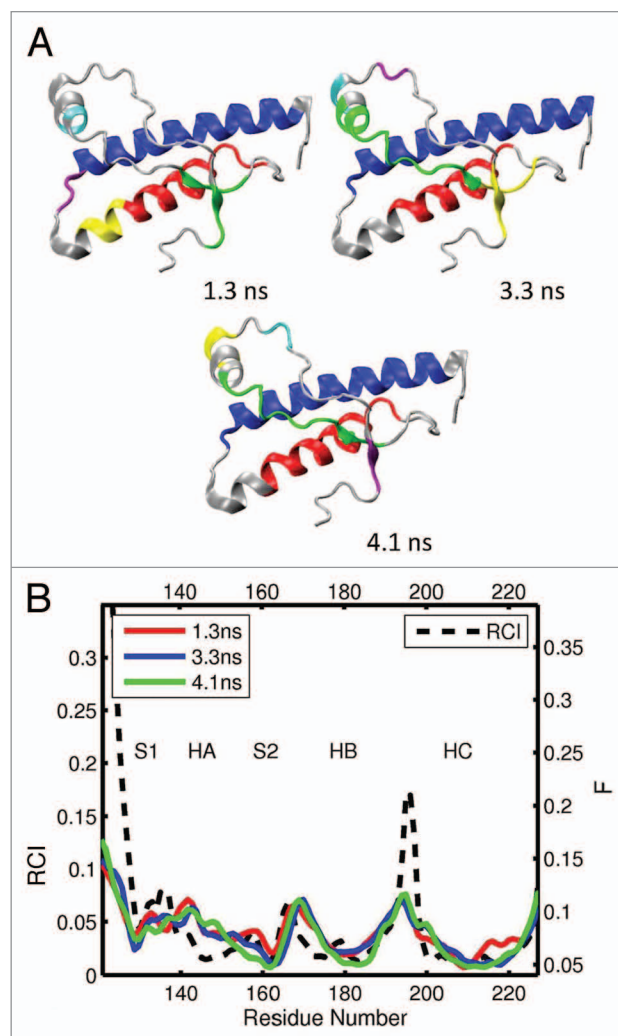 A
1.3 ns
3.3 ns
4.1 ns
B
140 160 180 200 220
1.3ns
3.3ns
4.1ns
RCI
0.3
0.25
0.2
0.15
0.1
0.05
0
RCI
0.35
0.3
0.25
0.2
0.15
0.1
0.05
F
S1 HA S2 HB HC
140 160 180 200 220
Residue Number